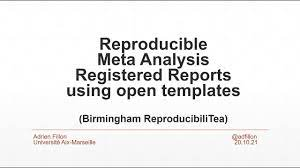 Reproducible
Meta Analysis
Registered Reports
using open templates
(Birmingham ReproducibiliTea)
Adrien Fillon
@adfillon
Université Aix-Marseille
20.10.21